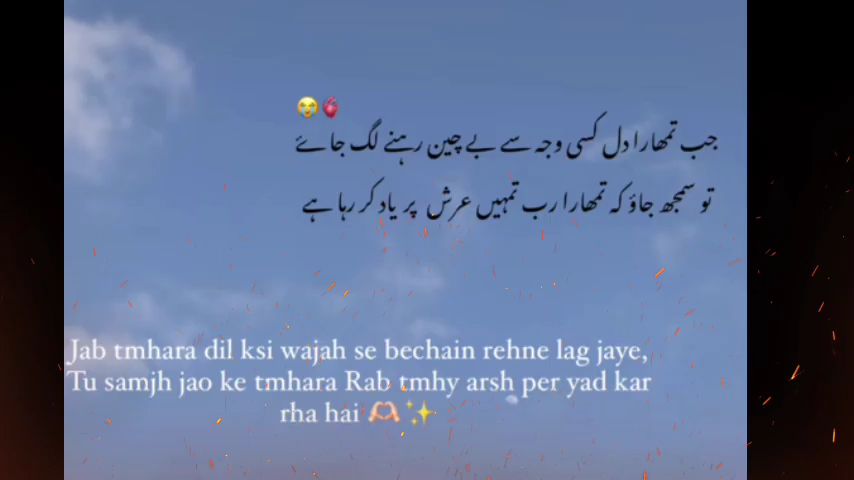 😭🫀
جب تمھارا دل کسی وجہ سے بے چین رہنے لگ جائے
تو سمجھ جاؤ کہ تمھارا رب تمہیں عرش پر یاد کر رہا ہے
Jab tmhara dil ksi wajah se bechain rehne lag jaye,
Tu samjh jao ke tmhara Rab tmhy arsh per yad kar
rha hai 🫶🏻✨